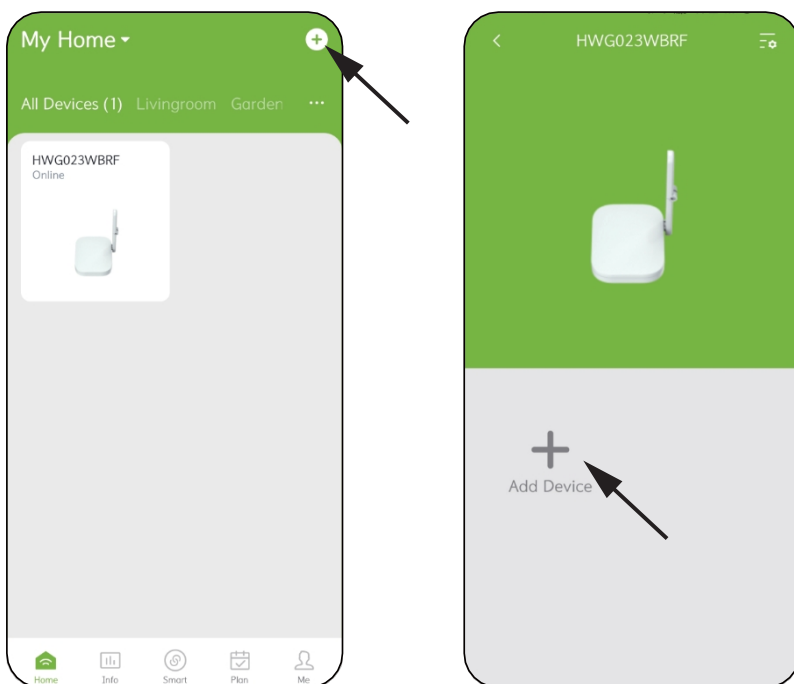 My Home
All Devices (1) Livingroom Garden ...
HWG023WBRF
Online
Home Info Smart Plan Me
HWG023WBRF
Add Device